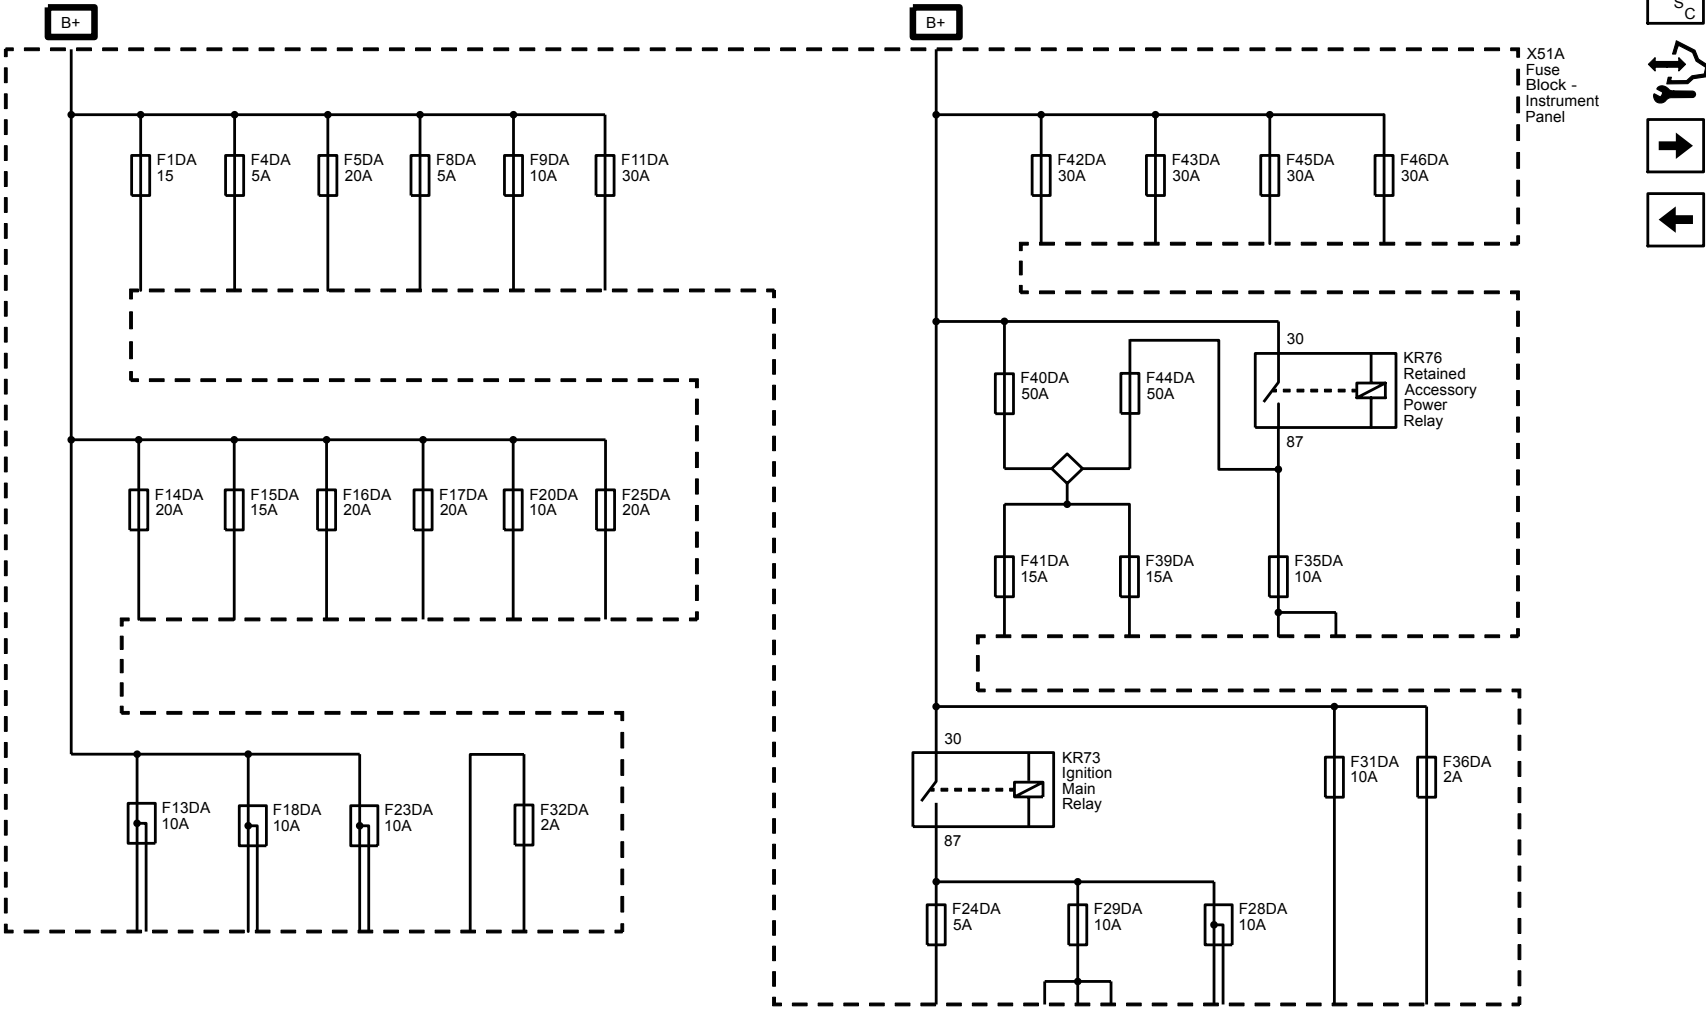 B+
B+
S
C
X51A
Fuse
Block -
Instrument
Panel
F1DA
15
F4DA
5A
F5DA
20A
F8DA
5A
F9DA
10A
F11DA
30A
F42DA
30A
F43DA
30A
F45DA
30A
F46DA
30A
30
KR76
Retained
Accessory
Power
Relay
87
F40DA
50A
F44DA
50A
F14DA
20A
F15DA
15A
F16DA
20A
F17DA
20A
F20DA
10A
F25DA
20A
F41DA
15A
F39DA
15A
F35DA
10A
30
KR73
Ignition
Main
Relay
87
F31DA
10A
F36DA
2A
F13DA
10A
F18DA
10A
F23DA
10A
F32DA
2A
F24DA
5A
F29DA
10A
F28DA
10A